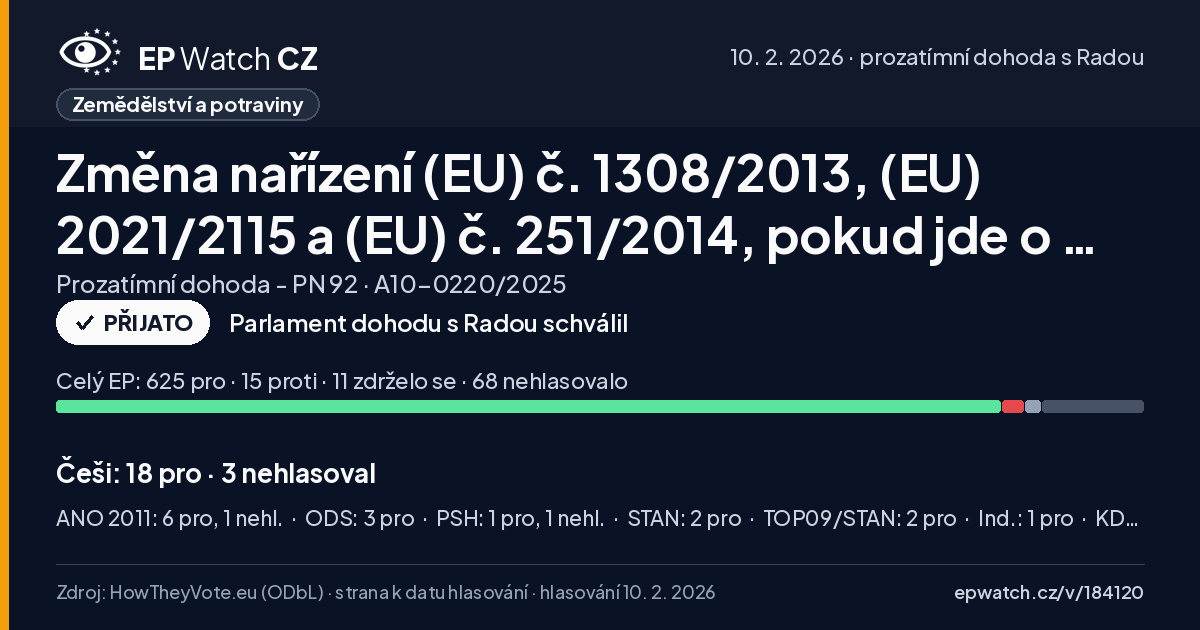 EP Watch CZ
10. 2. 2026 · prozatímní dohoda s Radou
Zemědělství a potraviny
Změna nařízení (EU) č. 1308/2013, (EU)
2021/2115 a (EU) č. 251/2014, pokud jde o …
Prozatímní dohoda - PN 92 · A10-0220/2025
✓ PŘIJATO
Parlament dohodu s Radou schválil
Celý EP: 625 pro · 15 proti · 11 zdrželo se · 68 nehlasovalo
Češi: 18 pro · 3 nehlasoval
ANO 2011: 6 pro, 1 nehl. · ODS: 3 pro · PSH: 1 pro, 1 nehl. · STAN: 2 pro · TOP09/STAN: 2 pro · Ind.: 1 pro · KD…
Zdroj: HowTheyVote.eu (ODbL) · strana k datu hlasování · hlasování 10. 2. 2026
epwatch.cz/v/184120